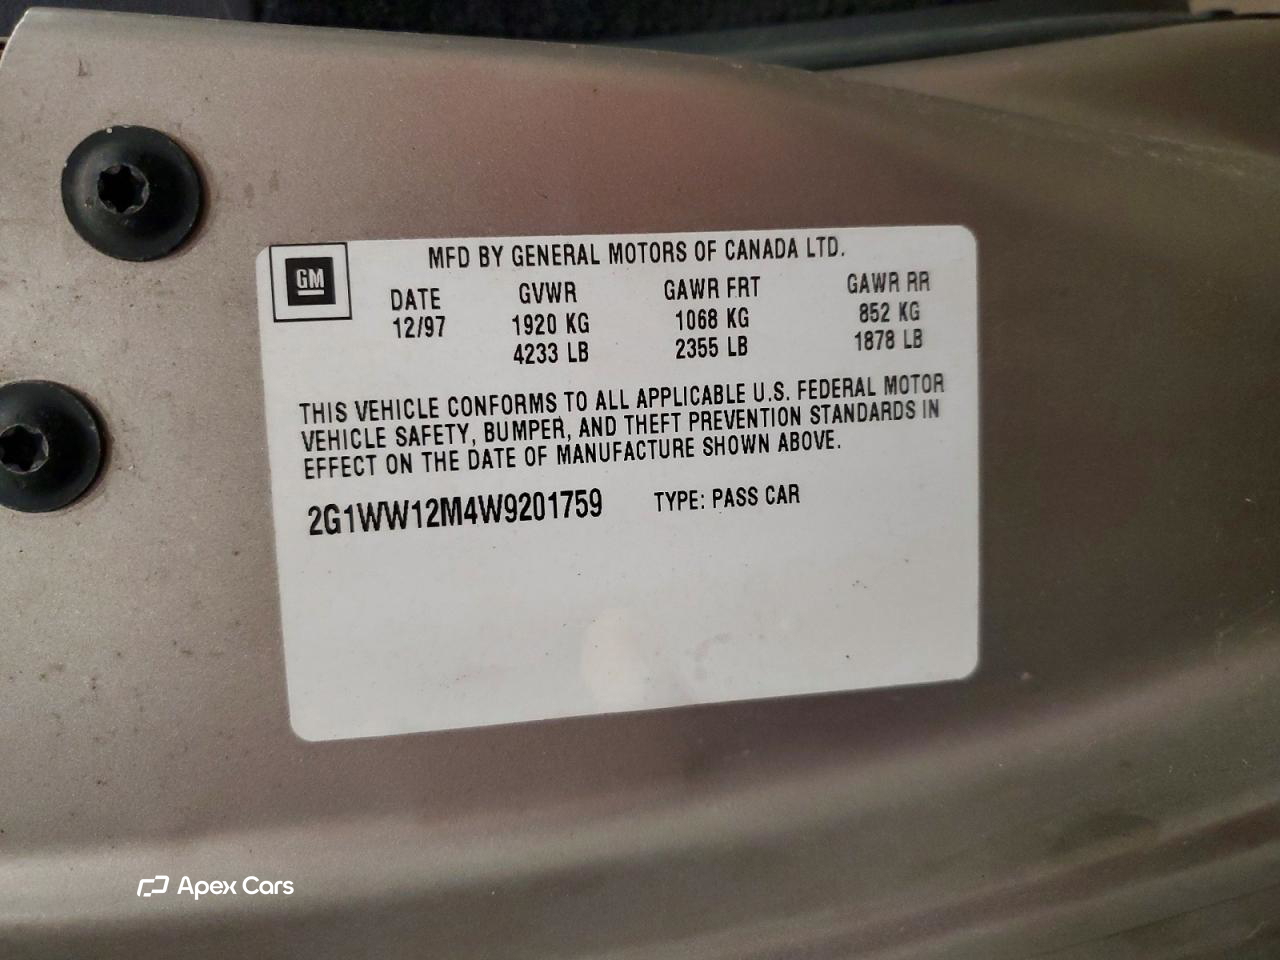 GM
MFD BY GENERAL MOTORS OF CANADA LTD.
DATE GVWR GAWR FRT GAWR RR
12/97 1920 KG 1068 KG 852 KG
4233 LB 2355 LB 1878 LB
THIS VEHICLE CONFORMS TO ALL APPLICABLE U.S. FEDERAL MOTOR
VEHICLE SAFETY, BUMPER, AND THEFT PREVENTION STANDARDS IN
EFFECT ON THE DATE OF MANUFACTURE SHOWN ABOVE.
2G1WW12M4W9201759 TYPE: PASS CAR
Apex Cars